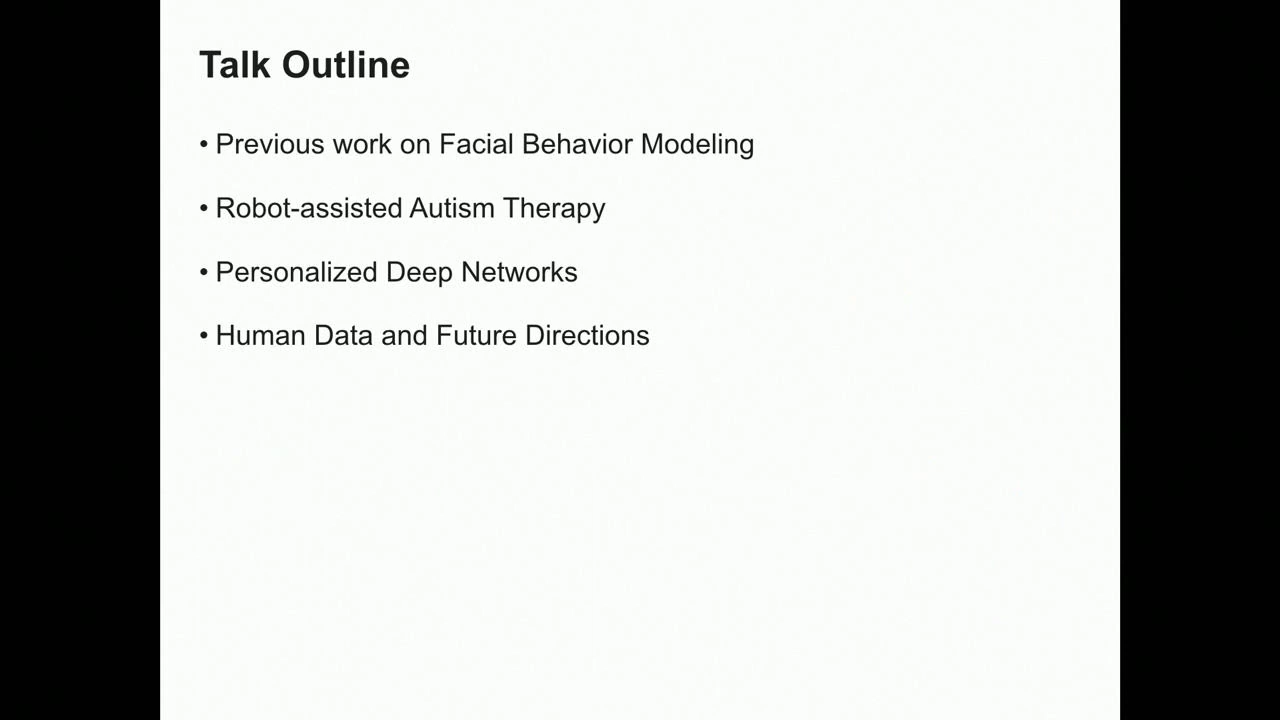 Talk Outline
• Previous work on Facial Behavior Modeling
• Robot-assisted Autism Therapy
• Personalized Deep Networks
• Human Data and Future Directions